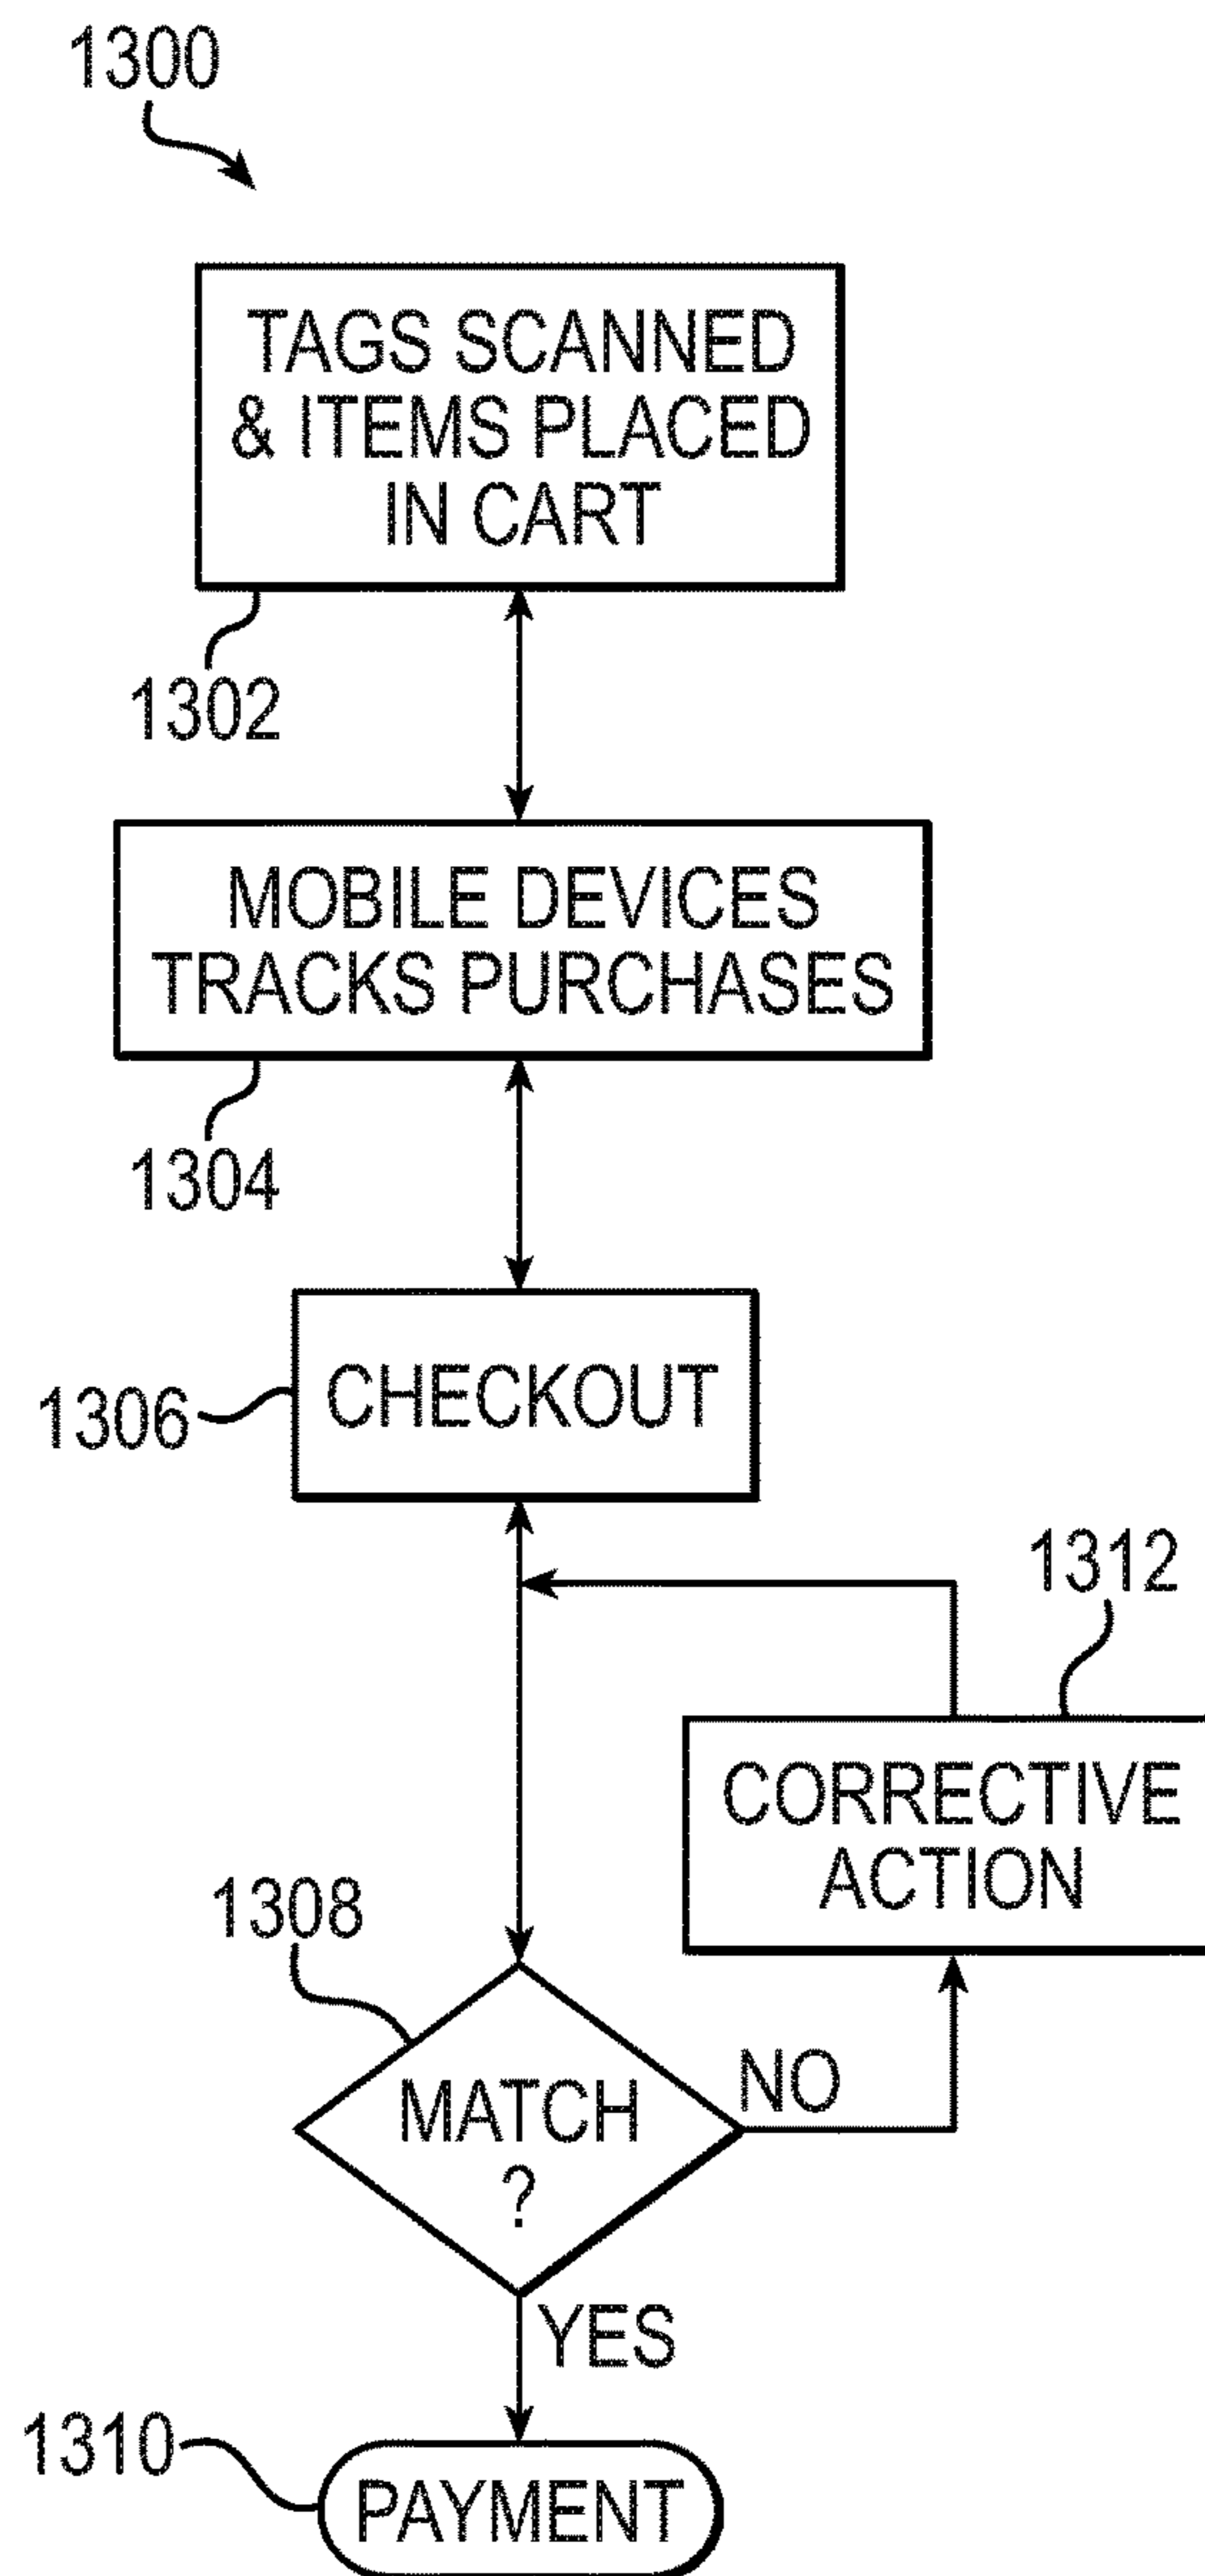 1300
TAGS SCANNED
& ITEMS PLACED
IN CART
1302
MOBILE DEVICES
TRACKS PURCHASES
1304
CHECKOUT
1306
1312
CORRECTIVE
ACTION
1308
MATCH
?
NO
YES
1310
PAYMENT